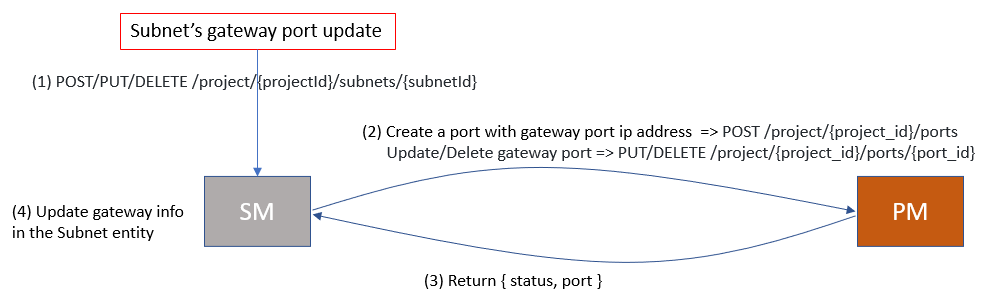 Subnet's gateway port update
(1) POST/PUT/DELETE /project/{projectId}/subnets/{subnetId}
(2) Create a port with gateway port ip address => POST /project/{project_id}/ports
Update/Delete gateway port => PUT/DELETE /project/{project_id}/ports/{port_id}
SM
PM
(4) Update gateway info
in the Subnet entity
(3) Return { status, port }